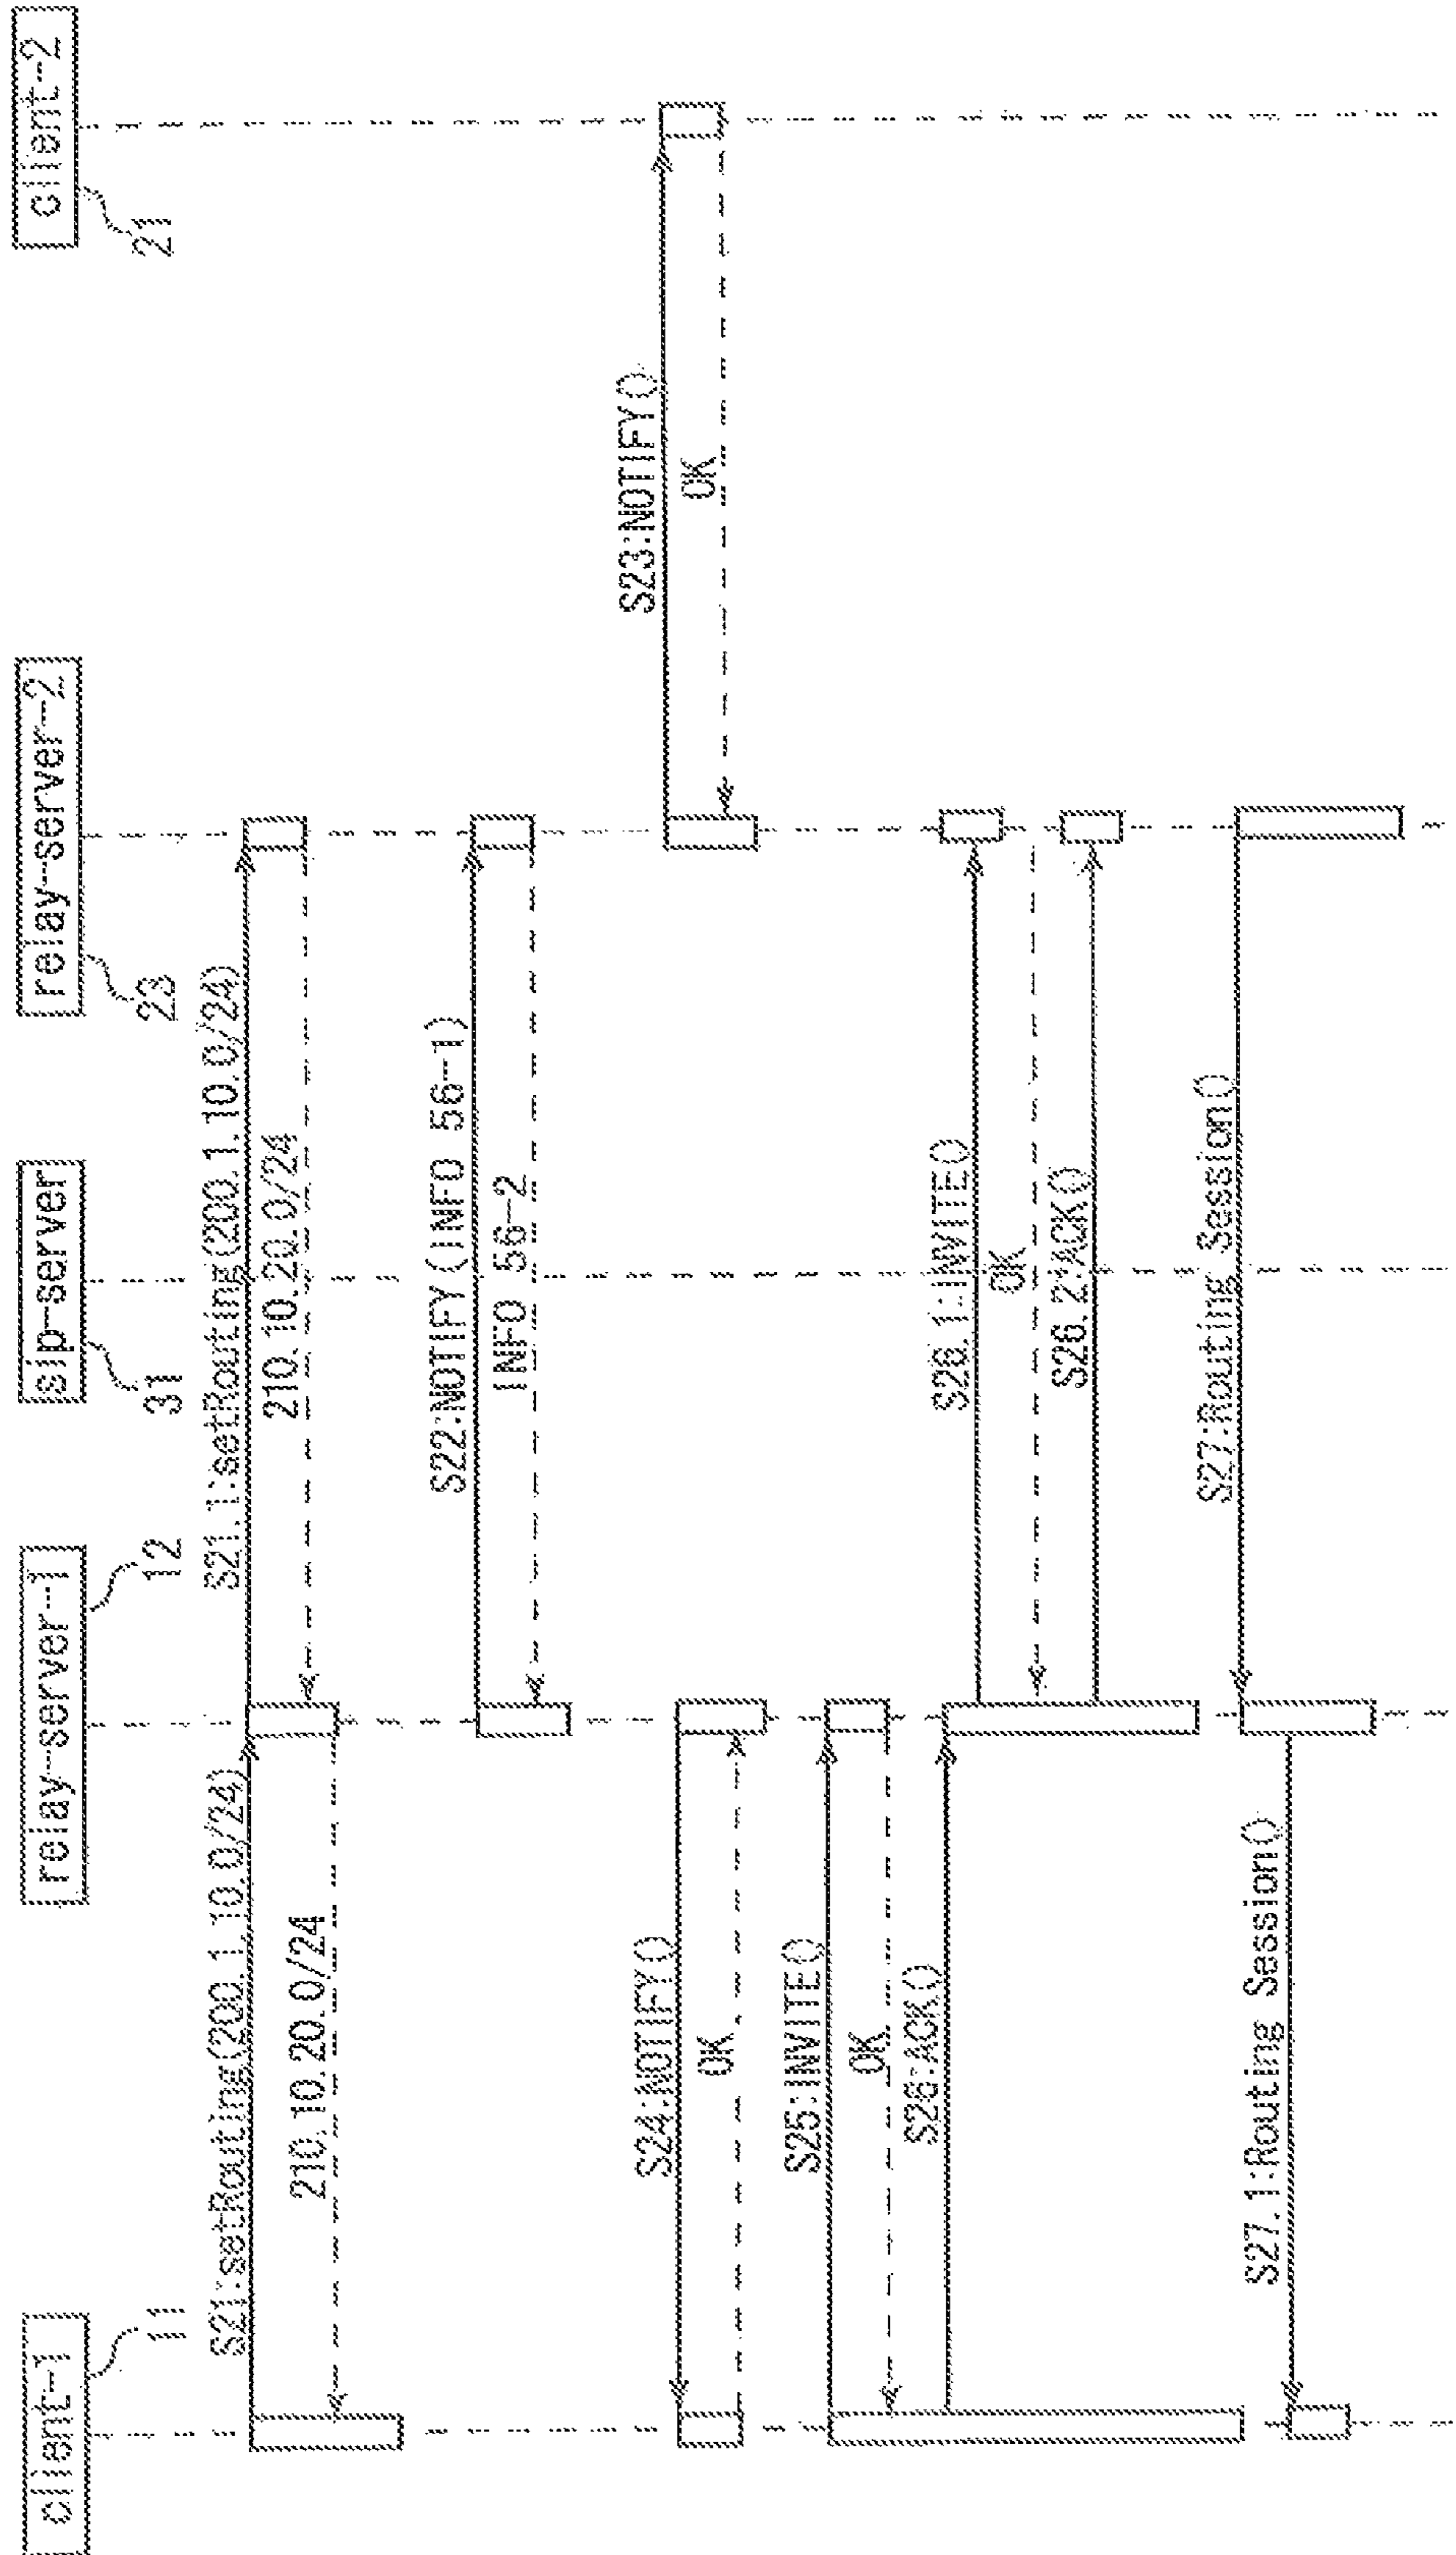 client-1
11
relay-server-1
12
sip-server
31
relay-server-2
23
client-2
21
S21:setRouting(200.1.10.0/24)
S21.1:setRouting(200.1.10.0/24)
210.10.20.0/24
210.10.20.0/24
S22:NOTIFY(INFO 56-1)
INFO 56-2
S23:NOTIFY()
OK
S24:NOTIFY()
OK
S25:INVITE()
OK
S26:ACK()
S26.1:INVITE()
OK
S26.2:ACK()
S27:Routing Session()
S27.1:Routing Session()